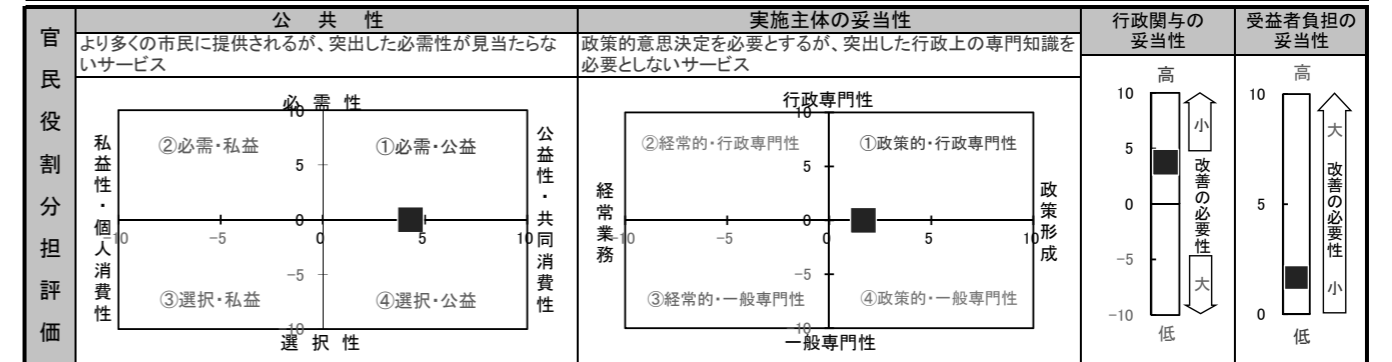 官民役割分担評価
公共性
より多くの市民に提供されるが、突出した必需性が見当たらな
いサービス
必需性
10
②必需・私益
①必需・公益
5
私益性・個人消費性
公益性・共同消費性
0
-10
-5
0
5
10
-5
③選択・私益
④選択・公益
-10
選択性
実施主体の妥当性
政策的意思決定を必要とするが、突出した行政上の専門知識を
必要としないサービス
行政専門性
10
②経常的・行政専門性
①政策的・行政専門性
5
経常業務
政策形成
0
-10
-5
0
5
10
-5
③経常的・一般専門性
④政策的・一般専門性
-10
一般専門性
行政関与の
妥当性
高
10
5
0
-5
-10
小
改善の必要性
大
低
受益者負担の
妥当性
高
10
5
0
大
改善の必要性
小
低